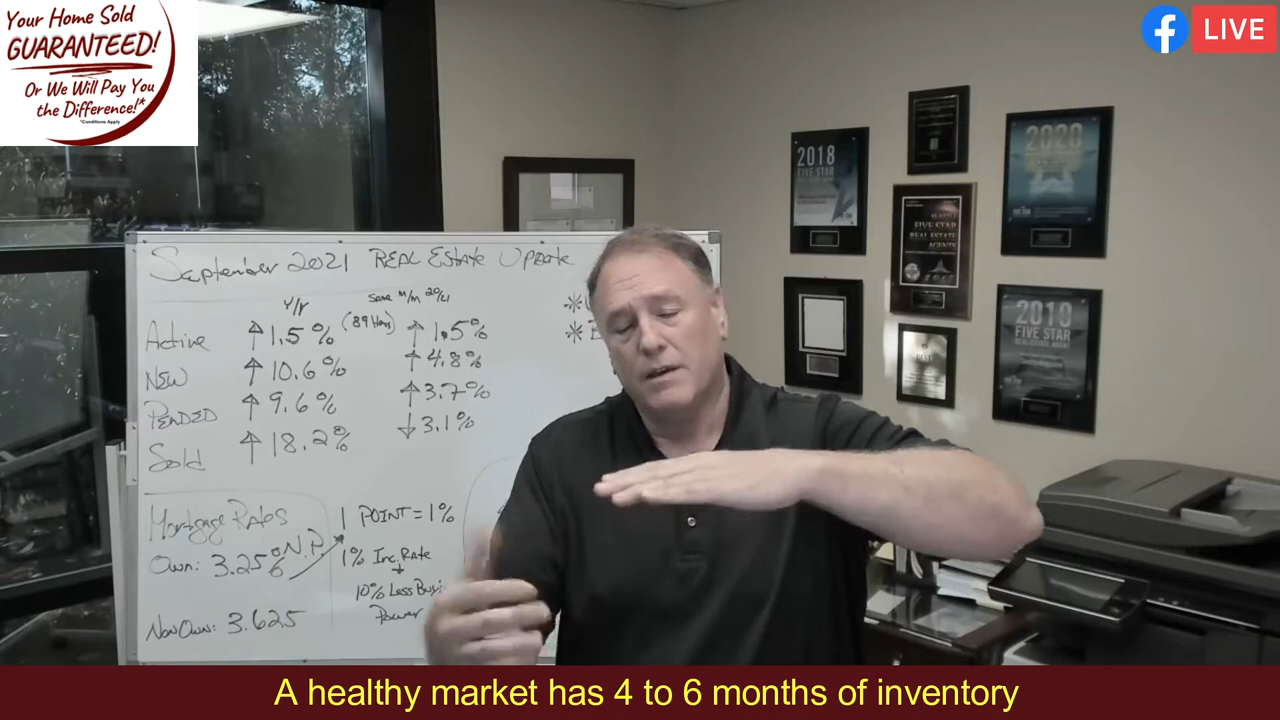 Your Home Sold
GUARANTEED!
Or We Will Pay You
the Difference!*
*Conditions Apply
LIVE
September 2021 REAL ESTATE UPDATE
Y/Y
SAME M/M 20/21
Active ↑ 1.5% (89 Homes) ↑ 1.5%
NEW ↑ 10.6% ↑ 4.8%
PENDED ↑ 9.6% ↑ 3.7%
Sold ↑ 18.2% ↓ 3.1%
Mortgage Rates
Own: 3.25% N.P.
Non Own: 3.625
1 POINT = 1%
1% Inc. Rate
10% Less
Power
2018
FIVE STAR
2020
FIVE STAR
REAL ESTATE
AGENTS
2019
FIVE STAR
REAL ESTATE AGENT
A healthy market has 4 to 6 months of inventory